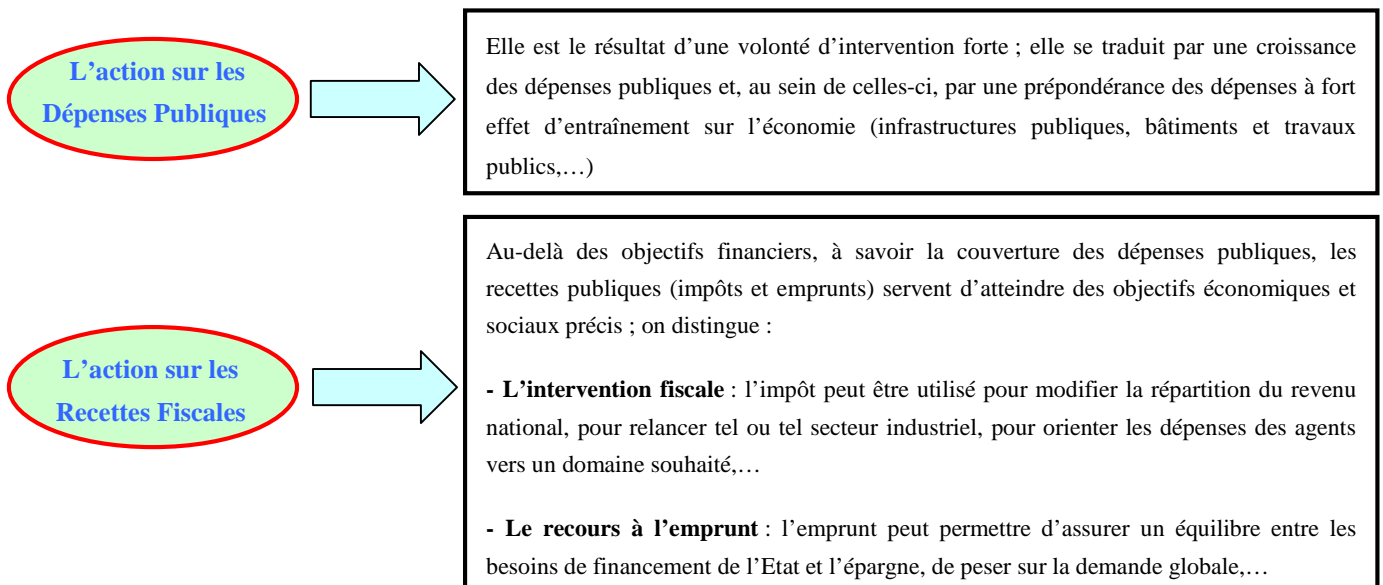 L’action sur les
Dépenses Publiques
Elle est le résultat d’une volonté d’intervention forte ; elle se traduit par une croissance
des dépenses publiques et, au sein de celles-ci, par une prépondérance des dépenses à fort
effet d’entraînement sur l’économie (infrastructures publiques, bâtiments et travaux
publics,…)
L’action sur les
Recettes Fiscales
Au-delà des objectifs financiers, à savoir la couverture des dépenses publiques, les
recettes publiques (impôts et emprunts) servent d’atteindre des objectifs économiques et
sociaux précis ; on distingue :
- L’intervention fiscale : l’impôt peut être utilisé pour modifier la répartition du revenu
national, pour relancer tel ou tel secteur industriel, pour orienter les dépenses des agents
vers un domaine souhaité,…
- Le recours à l’emprunt : l’emprunt peut permettre d’assurer un équilibre entre les
besoins de financement de l’Etat et l’épargne, de peser sur la demande globale,…